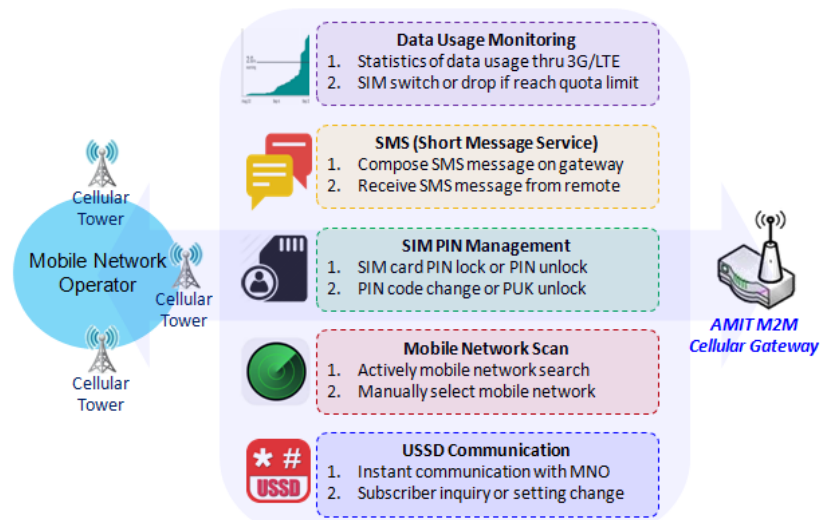 Data Usage Monitoring
1. Statistics of data usage thru 3G/LTE
2. SIM switch or drop if reach quota limit
SMS (Short Message Service)
1. Compose SMS message on gateway
2. Receive SMS message from remote
Cellular
Tower
Mobile Network
Operator
Cellular
Tower
Cellular
Tower
SIM PIN Management
1. SIM card PIN lock or PIN unlock
2. PIN code change or PUK unlock
AMIT M2M
Cellular Gateway
Mobile Network Scan
1. Actively mobile network search
2. Manually select mobile network
* #
USSD
USSD Communication
1. Instant communication with MNO
2. Subscriber inquiry or setting change